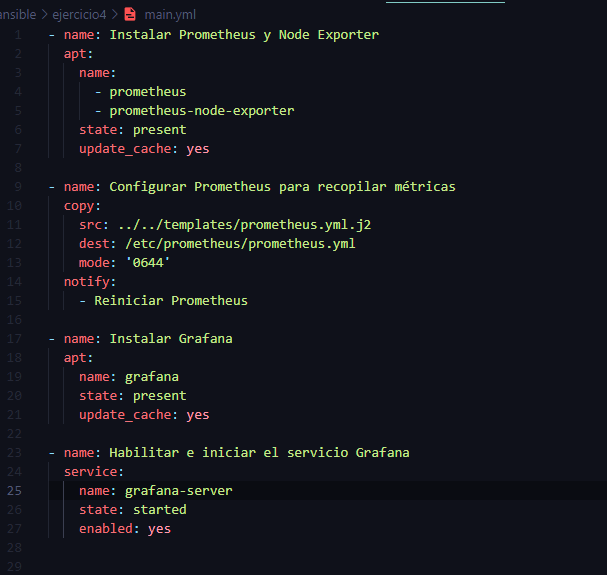 ansible > ejercicio4 > main.yml
1 - name: Instalar Prometheus y Node Exporter
2 apt:
3 name:
4 - prometheus
5 - prometheus-node-exporter
6 state: present
7 update_cache: yes
8
9 - name: Configurar Prometheus para recopilar métricas
10 copy:
11 src: ../../templates/prometheus.yml.j2
12 dest: /etc/prometheus/prometheus.yml
13 mode: '0644'
14 notify:
15 - Reiniciar Prometheus
16
17 - name: Instalar Grafana
18 apt:
19 name: grafana
20 state: present
21 update_cache: yes
22
23 - name: Habilitar e iniciar el servicio Grafana
24 service:
25 name: grafana-server
26 state: started
27 enabled: yes
28
29